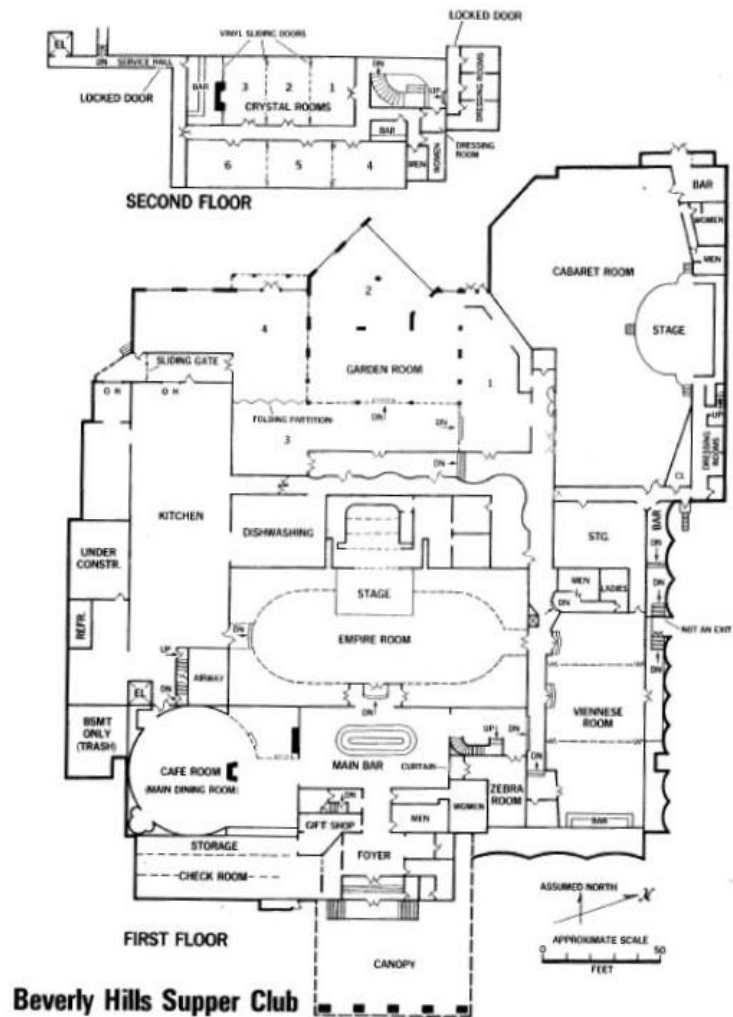 LOCKED DOOR
VINYL SLIDING DOORS
EL
DN
DN
SERVICE HALL
LOCKED DOOR
BAR
3
2
1
CRYSTAL ROOMS
UP
DRESSING ROOMS
BAR
DRESSING
ROOM
6
5
4
MEN
WOMEN
SECOND FLOOR
BAR
WOMEN
MEN
CABARET ROOM
STAGE
2
4
SLIDING GATE
GARDEN ROOM
1
O H
O H
DN
FOLDING PARTITION
DN
3
UP
DRESSING
ROOMS
DN
CL
KITCHEN
DISHWASHING
STG.
BAR
DN
UNDER
CONSTR.
STAGE
MEN
LADIES
DN
DN
REFR.
DN
EMPIRE ROOM
NOT AN EXIT
UP
DN
AIRWAY
VIENNESE
ROOM
EL
DN
DN
BSMT
ONLY
(TRASH)
UP
DN
MAIN BAR
CAFE ROOM
(MAIN DINING ROOM)
CURTAIN
DN
ZEBRA
ROOM
DN
WOMEN
GIFT SHOP
MEN
BAR
STORAGE
FOYER
CHECK ROOM
ASSUMED NORTH
N
APPROXIMATE SCALE
0
50
FEET
FIRST FLOOR
CANOPY
Beverly Hills Supper Club